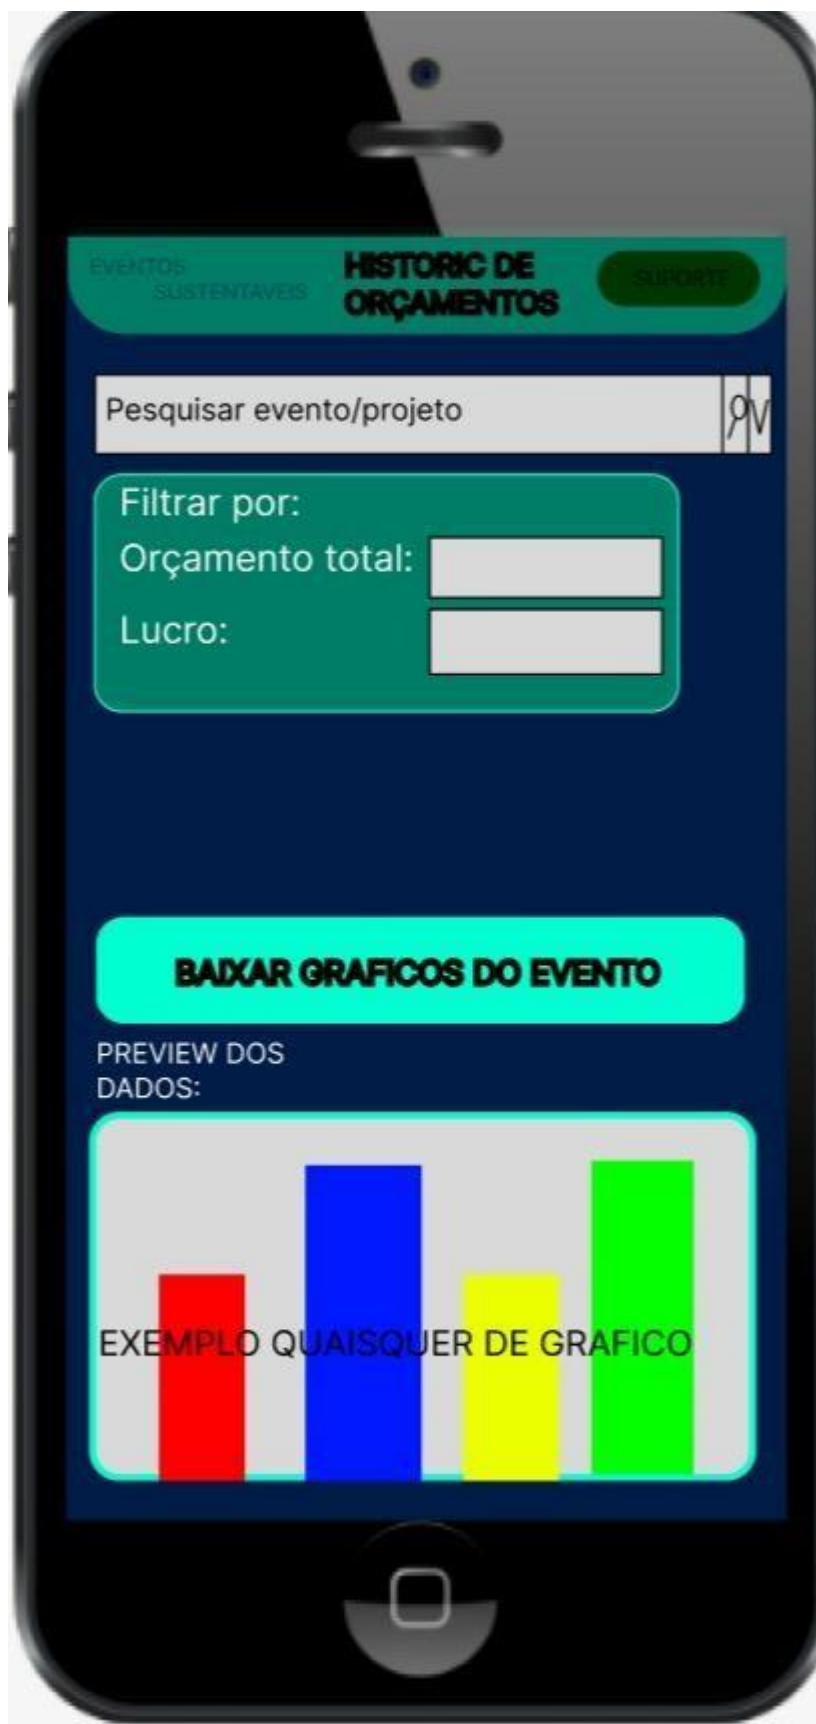 EVENTOS
SUSTENTAVEIS
HISTORIC DE
ORÇAMENTOS
SUPORTE
Pesquisar evento/projeto
Filtrar por:
Orçamento total:
Lucro:
BAIXAR GRAFICOS DO EVENTO
PREVIEW DOS
DADOS:
EXEMPLO QUAISQUER DE GRAFICO